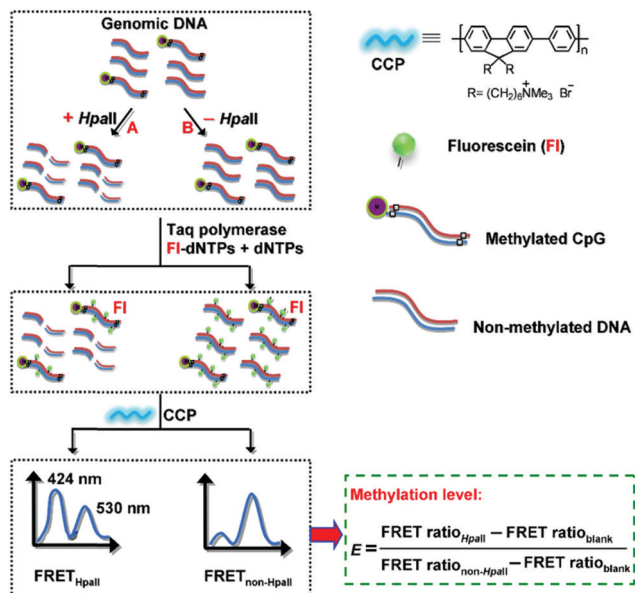 Genomic DNA
+ HpaII A B − HpaII
Taq polymerase
Fl-dNTPs + dNTPs
Fl Fl
CCP
424 nm
530 nm
FRETHpaII FRETnon-HpaII
CCP
≡
n
R R
R= (CH2)6NMe3 Br
+ −
Fluorescein (Fl)
Methylated CpG
Non-methylated DNA
Methylation level:
E = FRET ratioHpaII − FRET ratioblank
FRET rationon-HpaII − FRET ratioblank